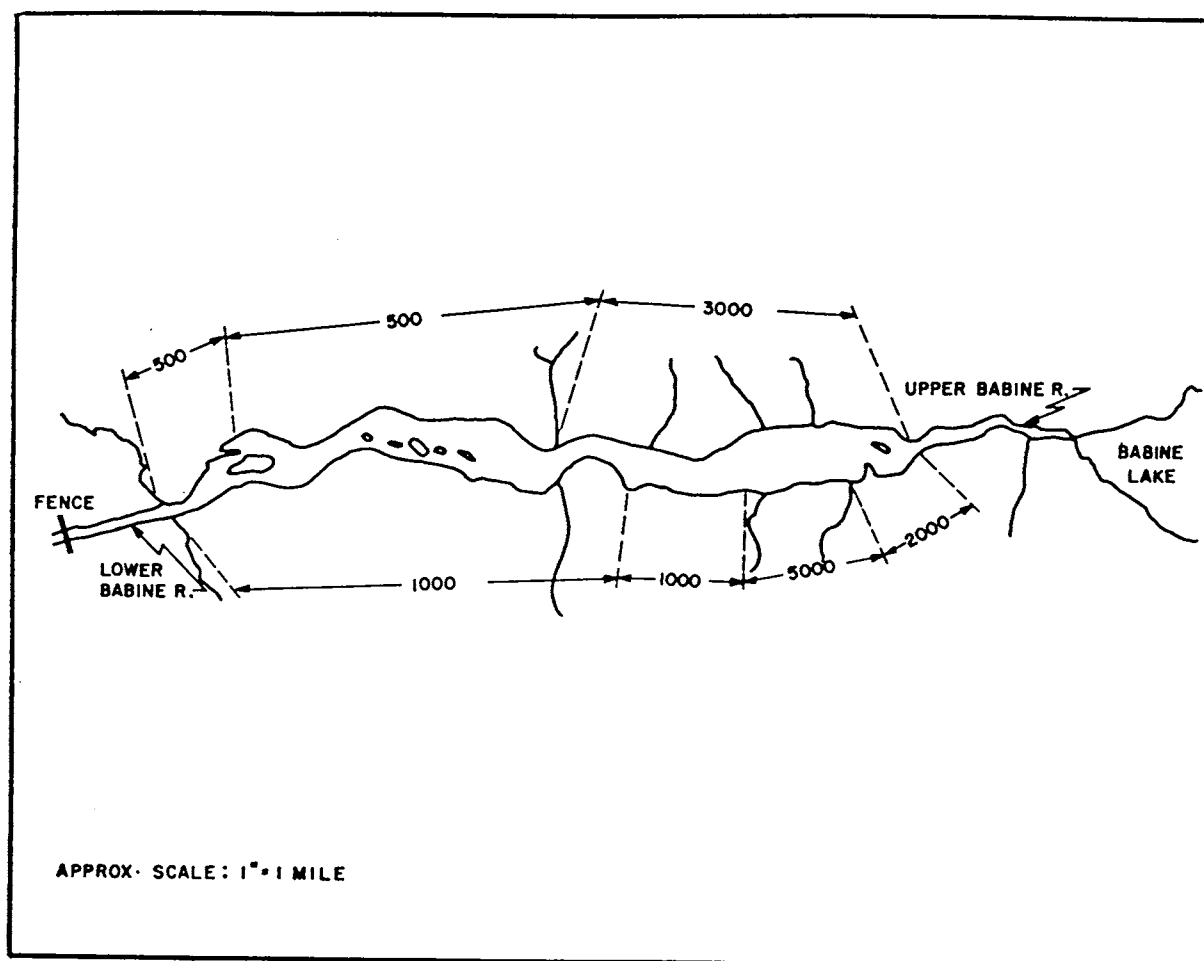 500
500
3000
UPPER BABINE R.
BABINE
LAKE
FENCE
LOWER
BABINE R.
1000
1000
5000
2000
APPROX. SCALE: 1" = 1 MILE